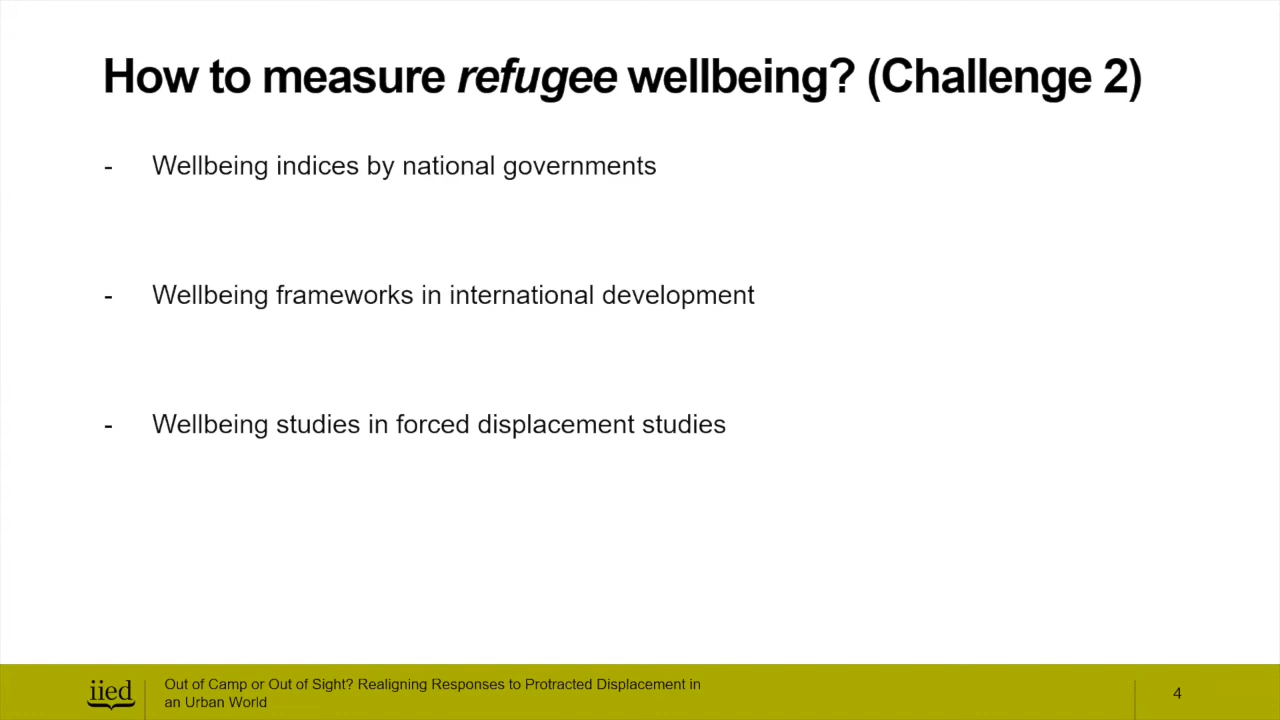 How to measure refugee wellbeing? (Challenge 2)
- Wellbeing indices by national governments
- Wellbeing frameworks in international development
- Wellbeing studies in forced displacement studies
iied
Out of Camp or Out of Sight? Realigning Responses to Protracted Displacement in
an Urban World
4